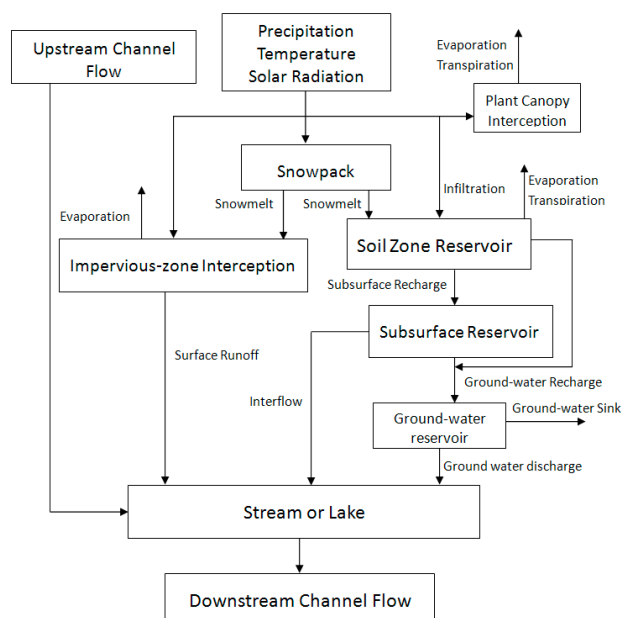 Upstream Channel
Flow
Precipitation
Temperature
Solar Radiation
Evaporation
Transpiration
Plant Canopy
Interception
Snowpack
Snowmelt
Snowmelt
Infiltration
Evaporation
Transpiration
Evaporation
Impervious-zone Interception
Soil Zone Reservoir
Subsurface Recharge
Subsurface Reservoir
Surface Runoff
Interflow
Ground-water Recharge
Ground-water
reservoir
Ground-water Sink
Ground water discharge
Stream or Lake
Downstream Channel Flow